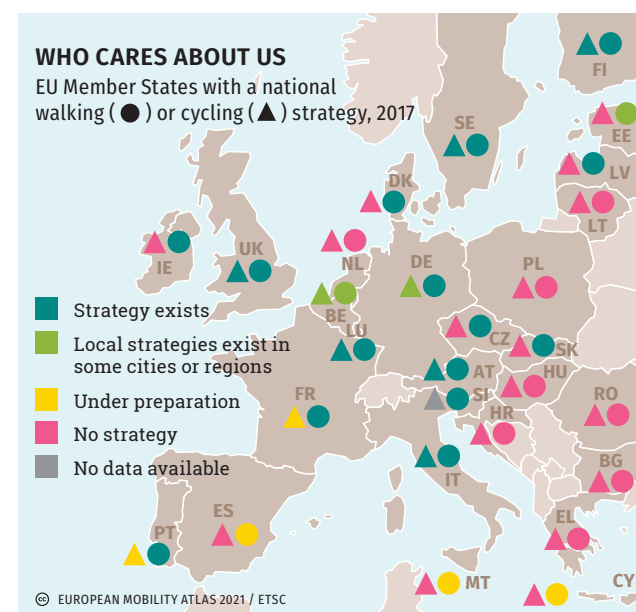 WHO CARES ABOUT US
EU Member States with a national
walking ( ) or cycling ( ) strategy, 2017
FI
SE
EE
LV
DK
LT
IE
UK
NL
DE
PL
BE
LU
CZ
SK
AT
HU
SI
FR
HR
RO
IT
BG
ES
PT
EL
MT
CY
Strategy exists
Local strategies exist in
some cities or regions
Under preparation
No strategy
No data available
cc EUROPEAN MOBILITY ATLAS 2021 / ETSC